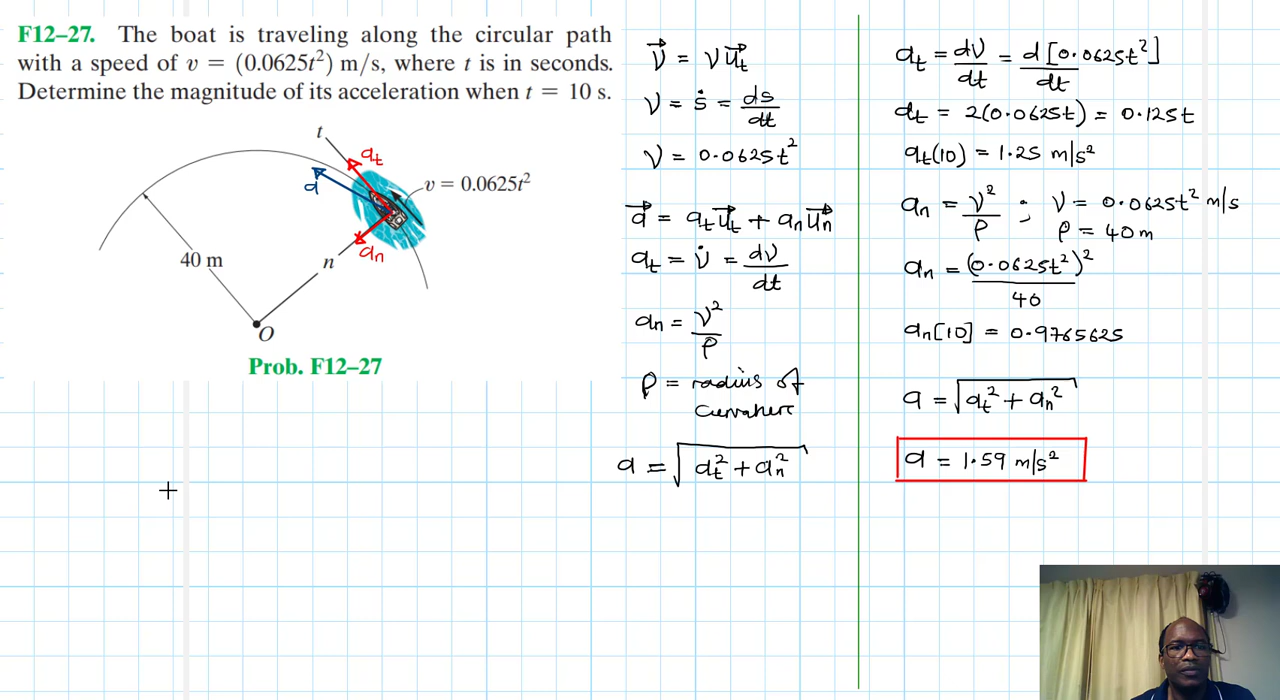 F12–27. The boat is traveling along the circular path
with a speed of v = (0.0625t²) m/s, where t is in seconds.
Determine the magnitude of its acceleration when t = 10 s.
t
at
a
v = 0.0625t²
an
n
40 m
O
Prob. F12–27
v⃗ = vu⃗t
v = ṡ = ds/dt
v = 0.0625t²
a⃗ = atu⃗t + anu⃗n
at = v̇ = dv/dt
an = v²/ρ
ρ = radius of
curvature
a = √(at² + an²)
at = dv/dt = d[0.0625t²]/dt
at = 2(0.0625t) = 0.125t
at(10) = 1.25 m/s²
an = v²/ρ ; v = 0.0625t² m/s
ρ = 40m
an = (0.0625t²)²/40
an[10] = 0.9765625
a = √(at² + an²)
a = 1.59 m/s²